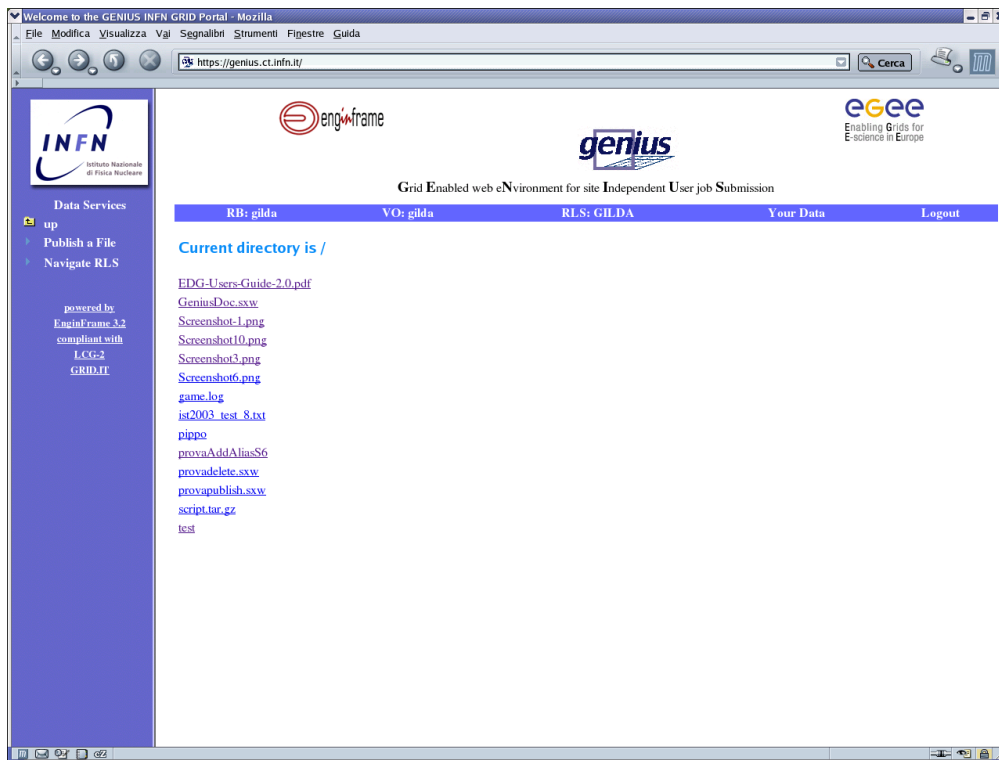 Welcome to the GENIUS INFN GRID Portal - Mozilla
File Modifica Visualizza Vai Segnalibri Strumenti Finestre Guida
https://genius.ct.infn.it/
Cerca
INFN
Istituto Nazionale
di Fisica Nucleare
Data Services
up
Publish a File
Navigate RLS
powered by
EnginFrame 3.2
compliant with
LCG-2
GRID.IT
enginframe
genius
egee
Enabling Grids for
E-science in Europe
Grid Enabled web eNvironment for site Independent User job Submission
RB: gilda VO: gilda RLS: GILDA Your Data Logout
Current directory is /
EDG-Users-Guide-2.0.pdf
GeniusDoc.sxw
Screenshot-1.png
Screenshot10.png
Screenshot3.png
Screenshot6.png
game.log
ist2003_test_8.txt
pippo
provaAddAliasS6
provadelete.sxw
provapublish.sxw
script.tar.gz
test